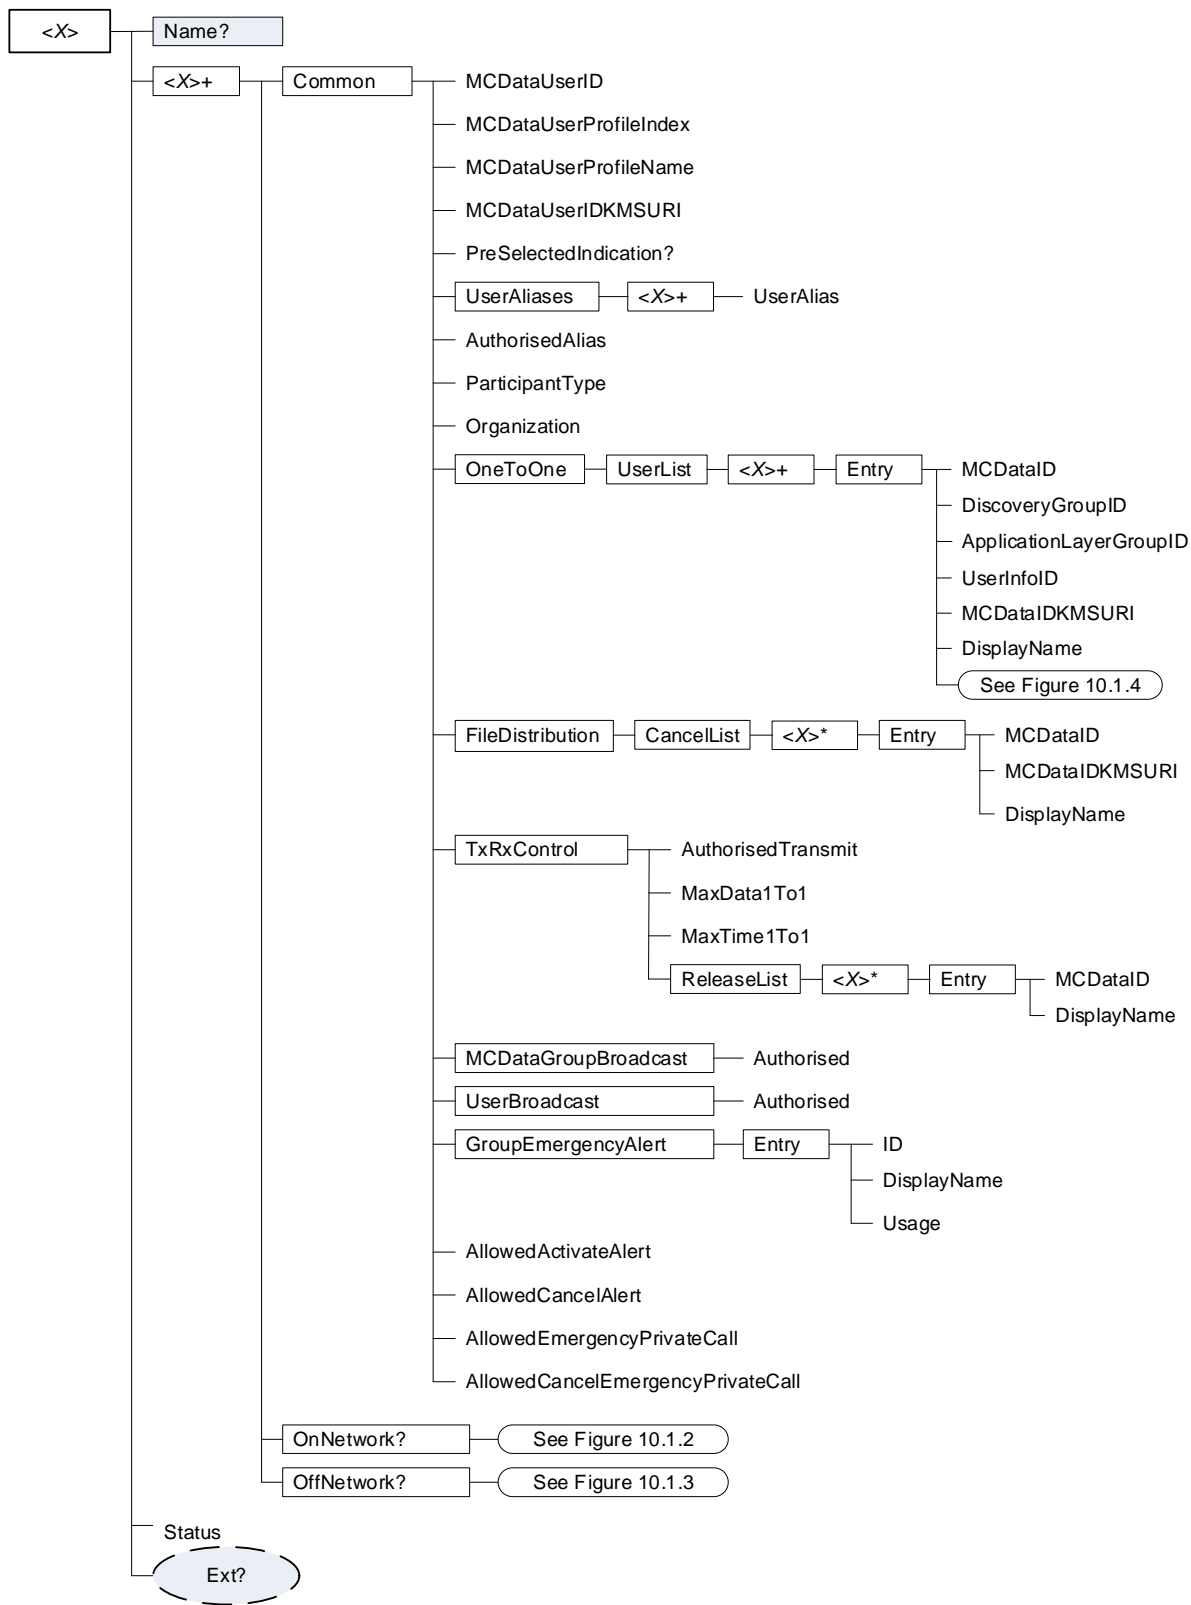 <X>
Name?
<X>+
Common
MCDataUserID
MCDataUserProfileIndex
MCDataUserProfileName
MCDataUserIDKMSURI
PreSelectedIndication?
UserAliases
<X>+
UserAlias
AuthorisedAlias
ParticipantType
Organization
OneToOne
UserList
<X>+
Entry
MCDataID
DiscoveryGroupID
ApplicationLayerGroupID
UserInfoID
MCDataIDKMSURI
DisplayName
See Figure 10.1.4
FileDistribution
CancelList
<X>*
Entry
MCDataID
MCDataIDKMSURI
DisplayName
TxRxControl
AuthorisedTransmit
MaxData1To1
MaxTime1To1
ReleaseList
<X>*
Entry
MCDataID
DisplayName
MCDataGroupBroadcast
Authorised
UserBroadcast
Authorised
GroupEmergencyAlert
Entry
ID
DisplayName
Usage
AllowedActivateAlert
AllowedCancelAlert
AllowedEmergencyPrivateCall
AllowedCancelEmergencyPrivateCall
OnNetwork?
See Figure 10.1.2
OffNetwork?
See Figure 10.1.3
Status
Ext?